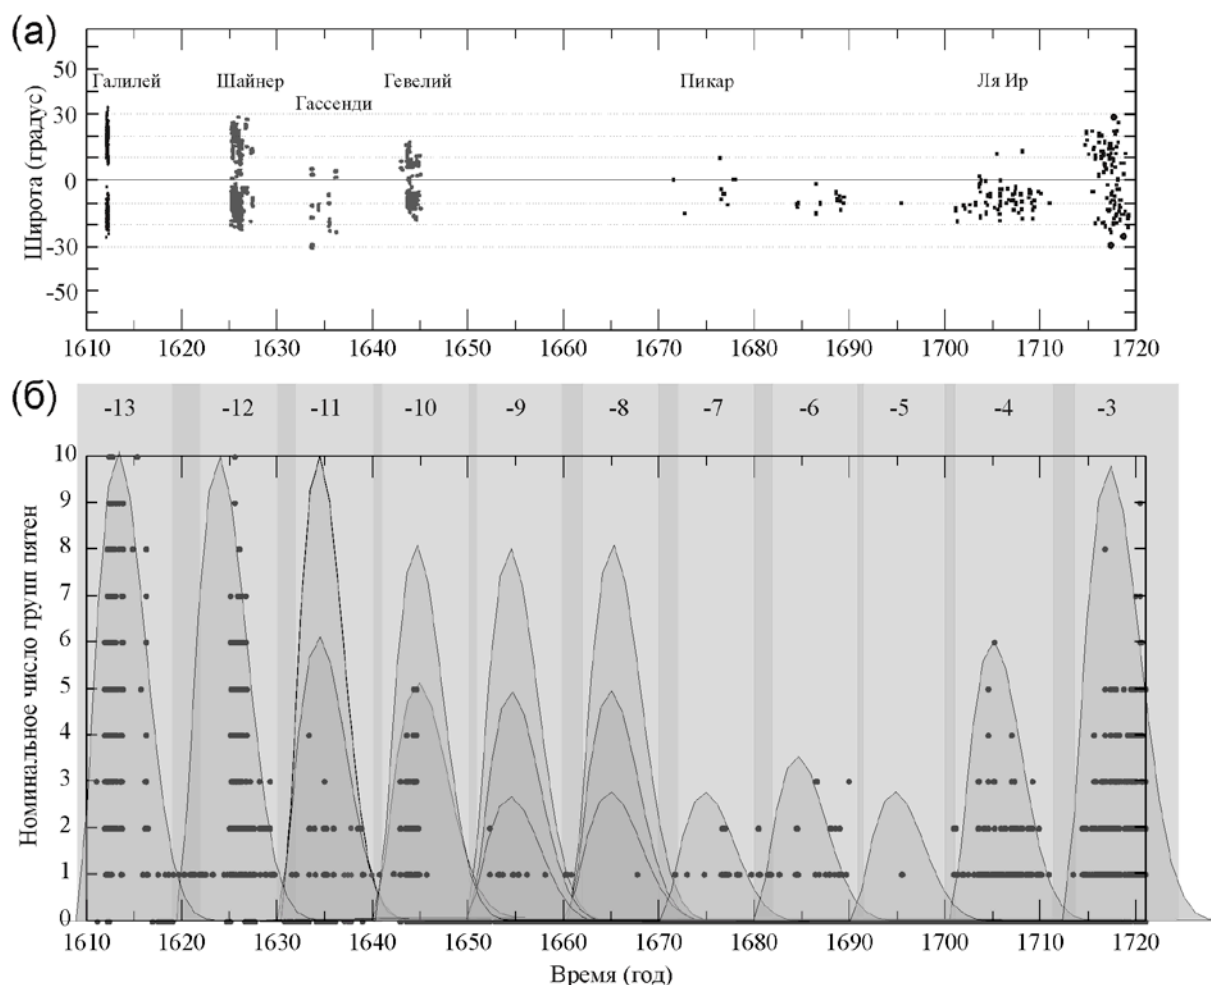 (а)
Галилей Шайнер Гевелий Пикар Ля Ир
Гассенди
Широта (градус)
50
30
10
0
-10
-30
-50
1610 1620 1630 1640 1650 1660 1670 1680 1690 1700 1710 1720
(б)
-13 -12 -11 -10 -9 -8 -7 -6 -5 -4 -3
Номинальное число групп пятен
10
9
8
7
6
5
4
3
2
1
0
1610 1620 1630 1640 1650 1660 1670 1680 1690 1700 1710 1720
Время (год)